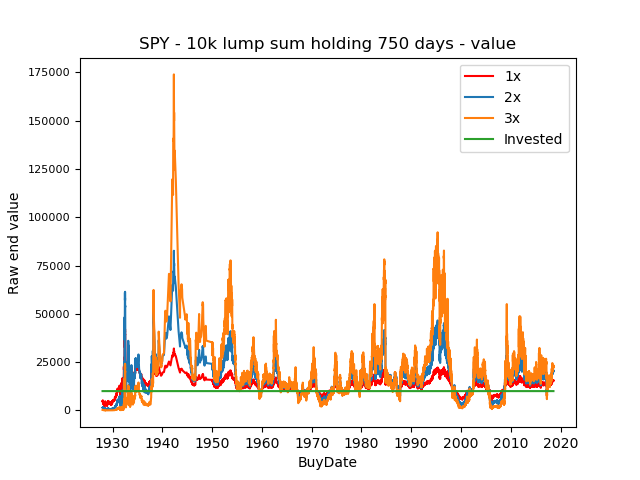 SPY - 10k lump sum holding 750 days - value
1x
2x
3x
Invested
175000
150000
125000
100000
75000
50000
25000
0
Raw end value
1930 1940 1950 1960 1970 1980 1990 2000 2010 2020
BuyDate